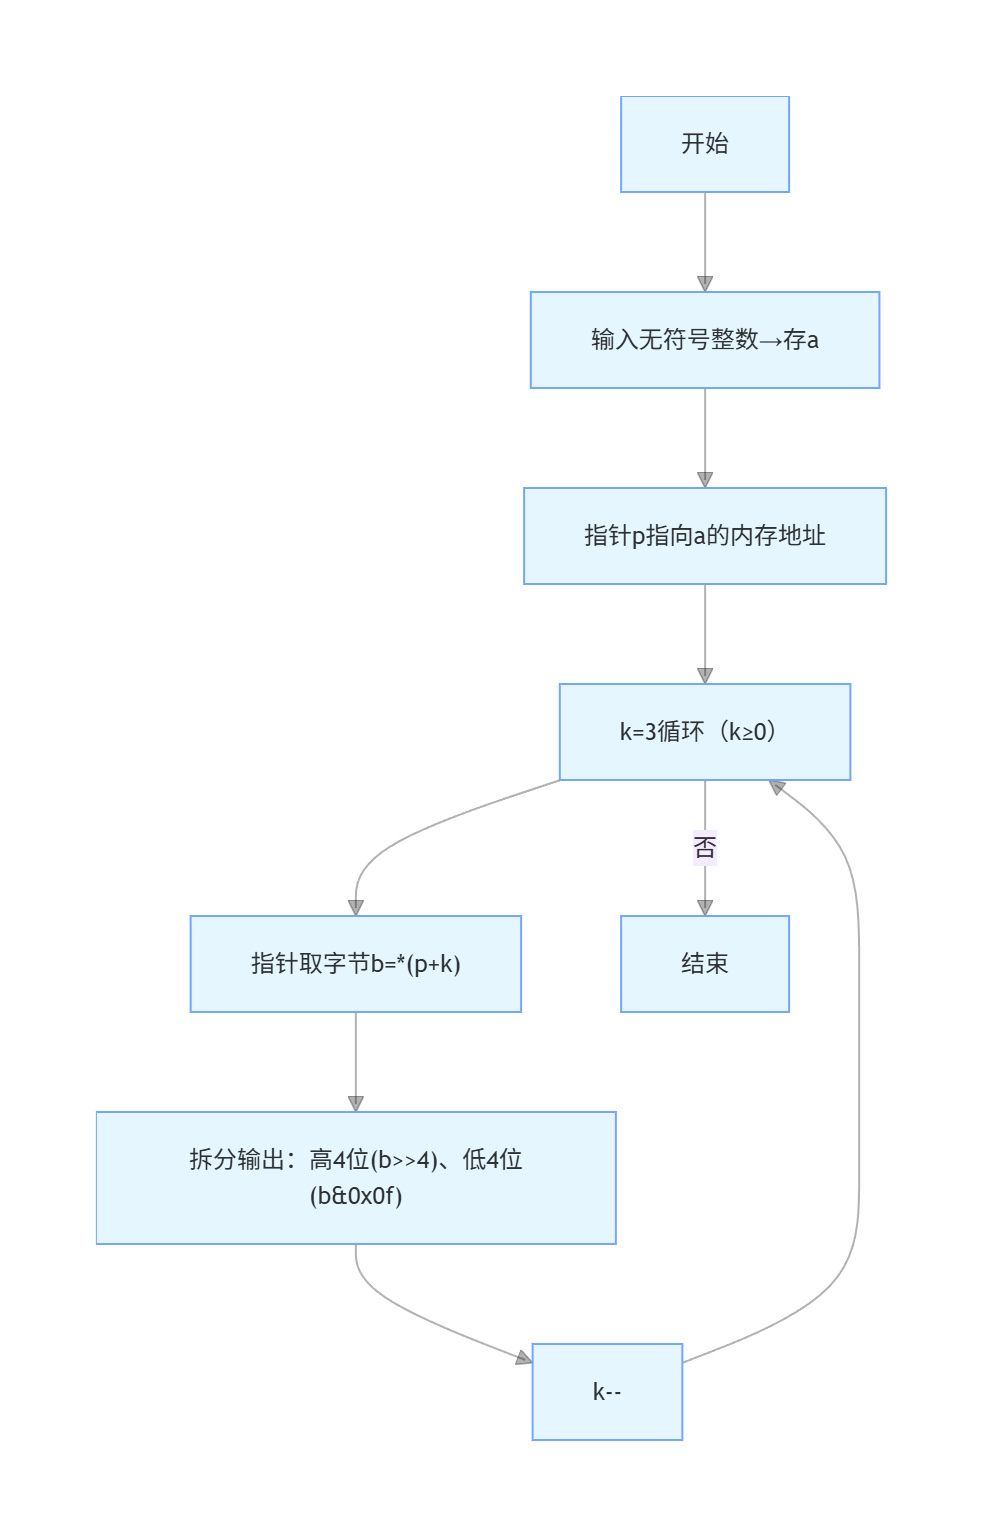 开始
输入无符号整数→存a
指针p指向a的内存地址
k=3循环（k≥0）
否
指针取字节b=*(p+k)
结束
拆分输出：高4位(b>>4)、低4位
(b&0x0f)
k--